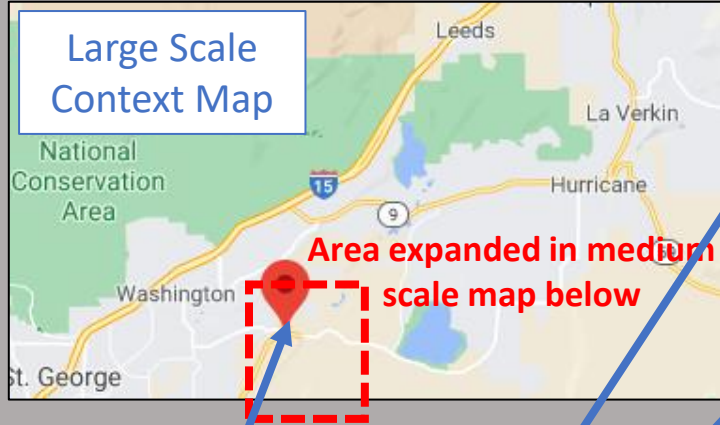 Large Scale
Context Map
Leeds
La Verkin
National
Conservation
Area
15
Hurricane
9
Area expanded in medium
scale map below
Washington
St. George